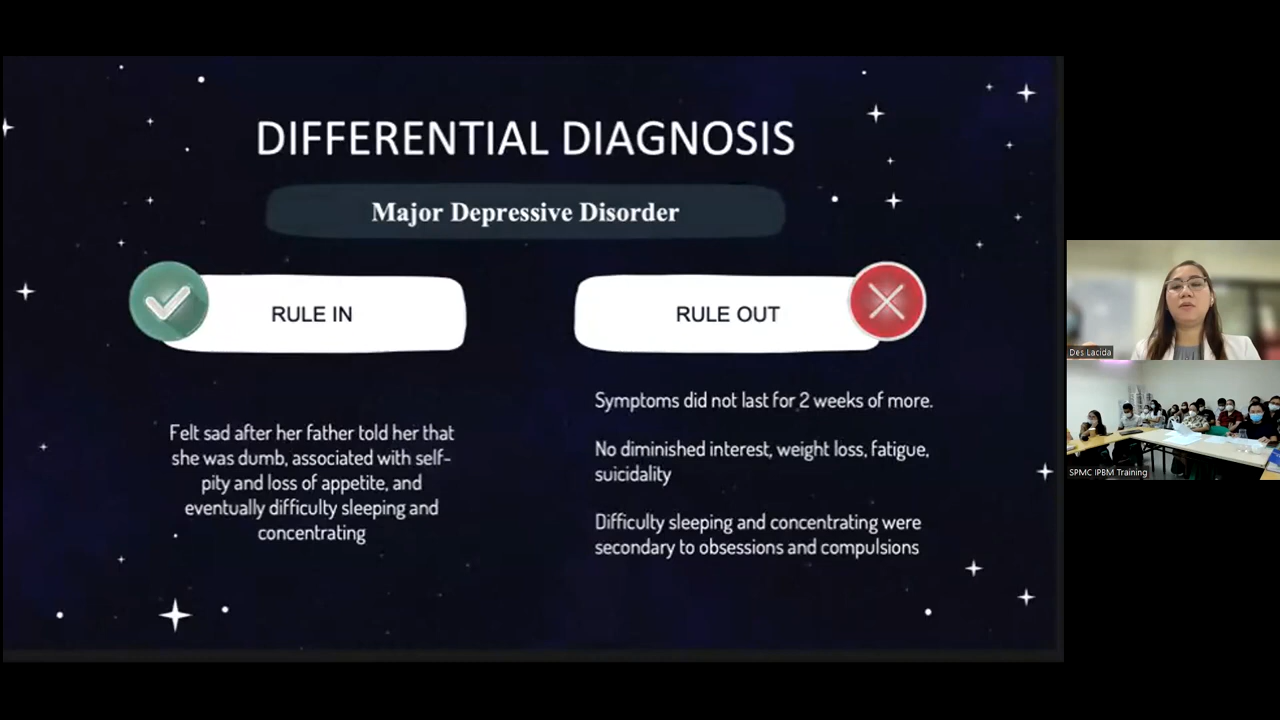 DIFFERENTIAL DIAGNOSIS
Major Depressive Disorder
RULE IN
Felt sad after her father told her that
she was dumb, associated with self-
pity and loss of appetite, and
eventually difficulty sleeping and
concentrating
RULE OUT
Symptoms did not last for 2 weeks of more.
No diminished interest, weight loss, fatigue,
suicidality
Difficulty sleeping and concentrating were
secondary to obsessions and compulsions
Des Lacida
SPMC IPBM Training